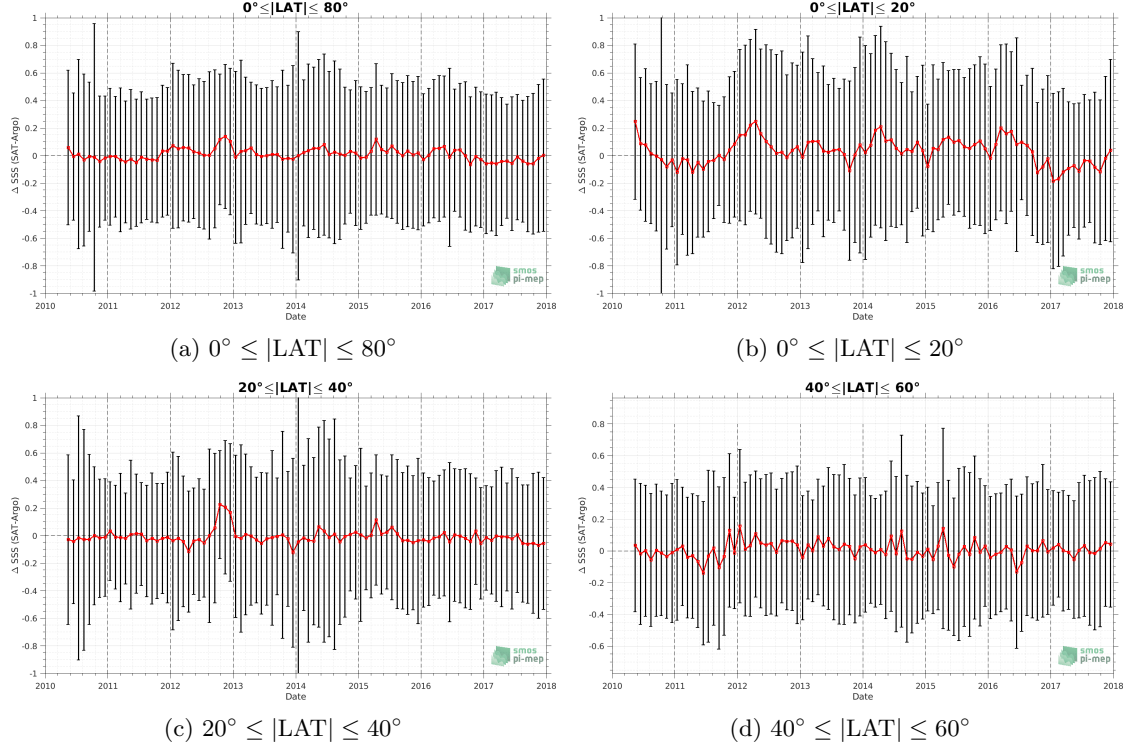 0°≤|LAT|≤ 80°
1
0.8
0.6
0.4
0.2
0
-0.2
-0.4
-0.6
-0.8
-1
Δ SSS (SAT-Argo)
smos
pi-mep
2010 2011 2012 2013 2014 2015 2016 2017 2018
Date
(a) 0° ≤ |LAT| ≤ 80°
0°≤|LAT|≤ 20°
1
0.8
0.6
0.4
0.2
0
-0.2
-0.4
-0.6
-0.8
-1
Δ SSS (SAT-Argo)
smos
pi-mep
2010 2011 2012 2013 2014 2015 2016 2017 2018
Date
(b) 0° ≤ |LAT| ≤ 20°
20°≤|LAT|≤ 40°
1
0.8
0.6
0.4
0.2
0
-0.2
-0.4
-0.6
-0.8
-1
Δ SSS (SAT-Argo)
smos
pi-mep
2010 2011 2012 2013 2014 2015 2016 2017 2018
Date
(c) 20° ≤ |LAT| ≤ 40°
40°≤|LAT|≤ 60°
0.8
0.6
0.4
0.2
0
-0.2
-0.4
-0.6
Δ SSS (SAT-Argo)
smos
pi-mep
2010 2011 2012 2013 2014 2015 2016 2017 2018
Date
(d) 40° ≤ |LAT| ≤ 60°